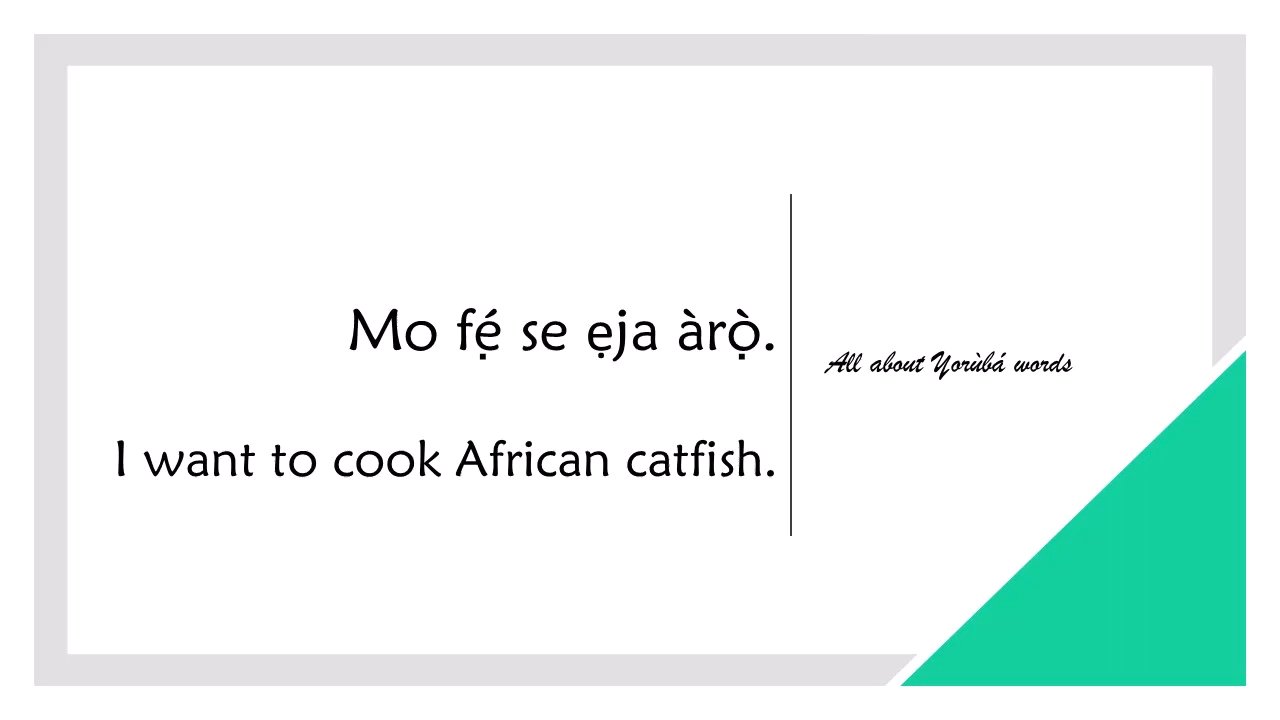 Mo fẹ́ se ẹja àrọ̀.
I want to cook African catfish.
All about Yorùbá words